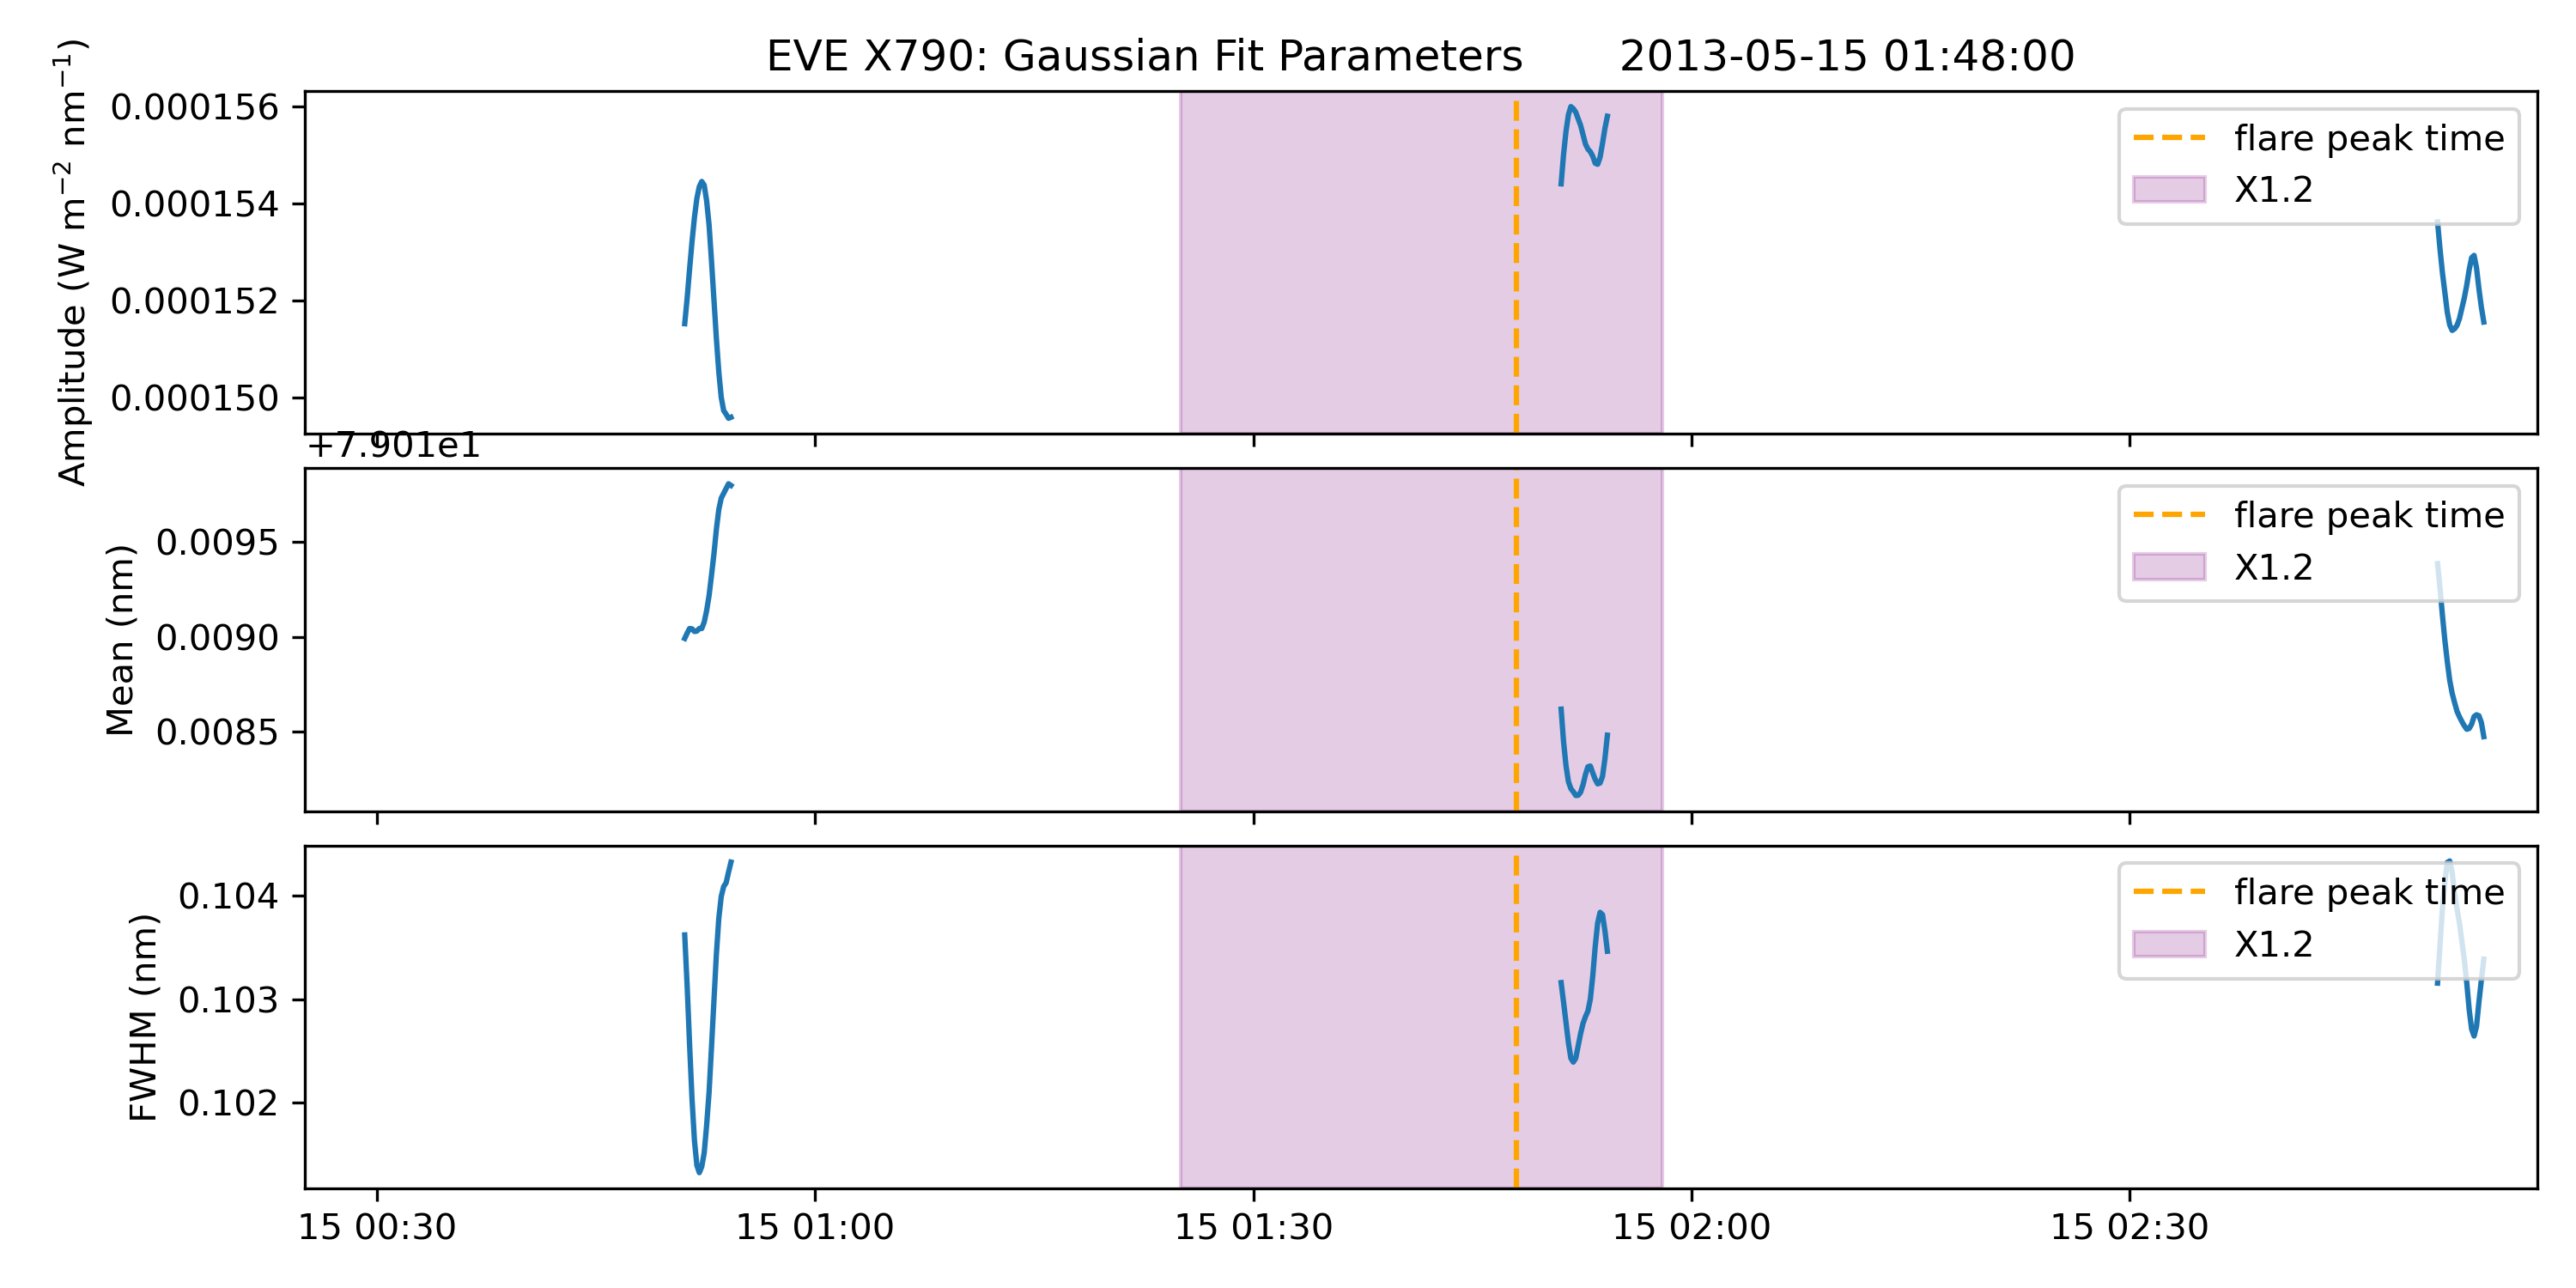 EVE X790: Gaussian Fit Parameters 2013-05-15 01:48:00
Amplitude (W m⁻² nm⁻¹)
0.000156
0.000154
0.000152
0.000150
flare peak time
X1.2
+7.901e1
Mean (nm)
0.0095
0.0090
0.0085
flare peak time
X1.2
FWHM (nm)
0.104
0.103
0.102
flare peak time
X1.2
15 00:30 15 01:00 15 01:30 15 02:00 15 02:30